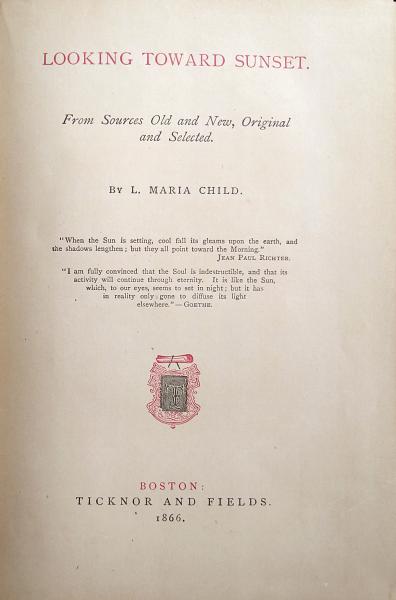 LOOKING TOWARD SUNSET.
From Sources Old and New, Original
and Selected.
BY L. MARIA CHILD.
"When the Sun is setting, cool fall its gleams upon the earth, and
the shadows lengthen; but they all point toward the Morning."
JEAN PAUL RICHTER.
"I am fully convinced that the Soul is indestructible, and that its
activity will continue through eternity. It is like the Sun,
which, to our eyes, seems to set in night; but it has
in reality only gone to diffuse its light
elsewhere."—GOETHE.
BOSTON:
TICKNOR AND FIELDS.
1866.